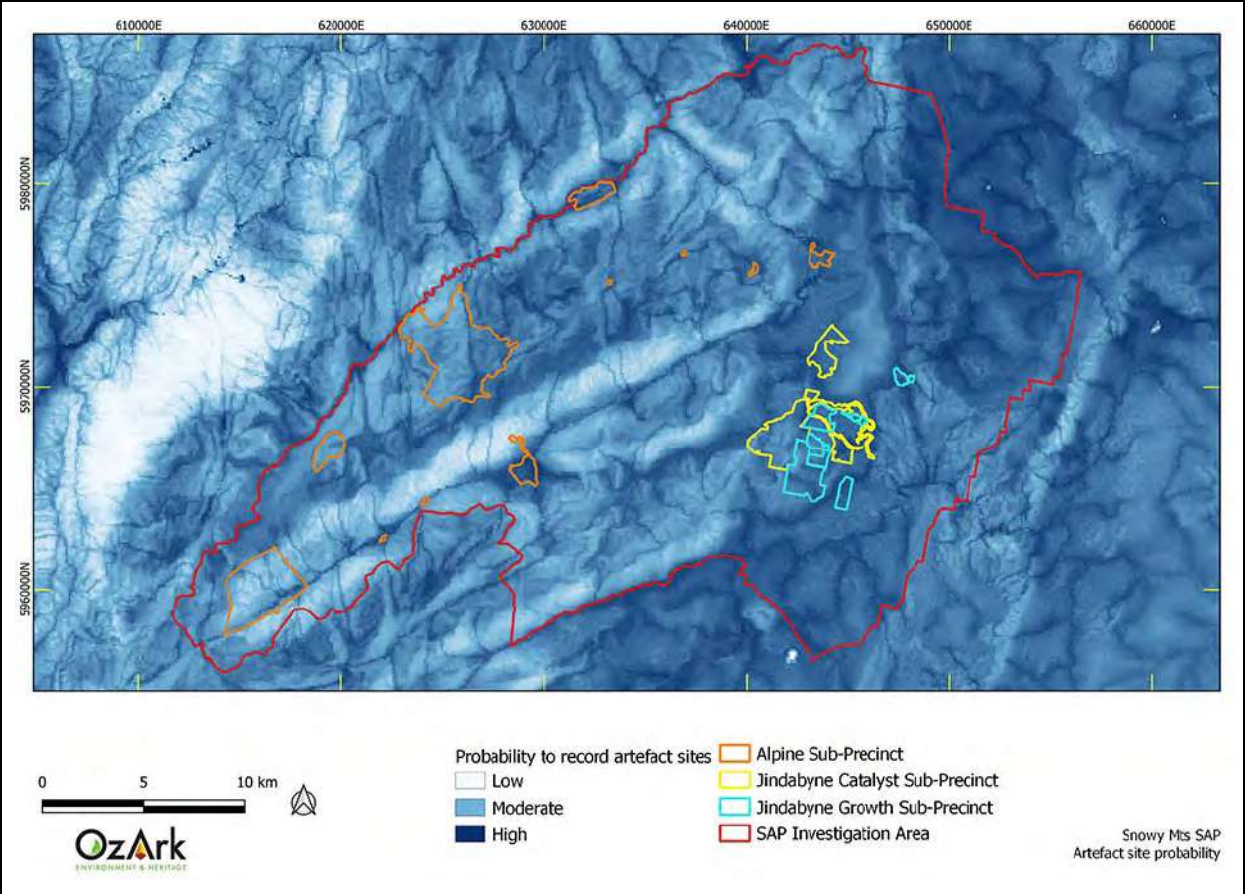 610000E 620000E 630000E 640000E 650000E 660000E
5980000N
5970000N
5960000N
0 5 10 km
OzArk
ENVIRONMENT & HERITAGE
Probability to record artefact sites
Low
Moderate
High
Alpine Sub-Precinct
Jindabyne Catalyst Sub-Precinct
Jindabyne Growth Sub-Precinct
SAP Investigation Area
Snowy Mts SAP
Artefact site probability